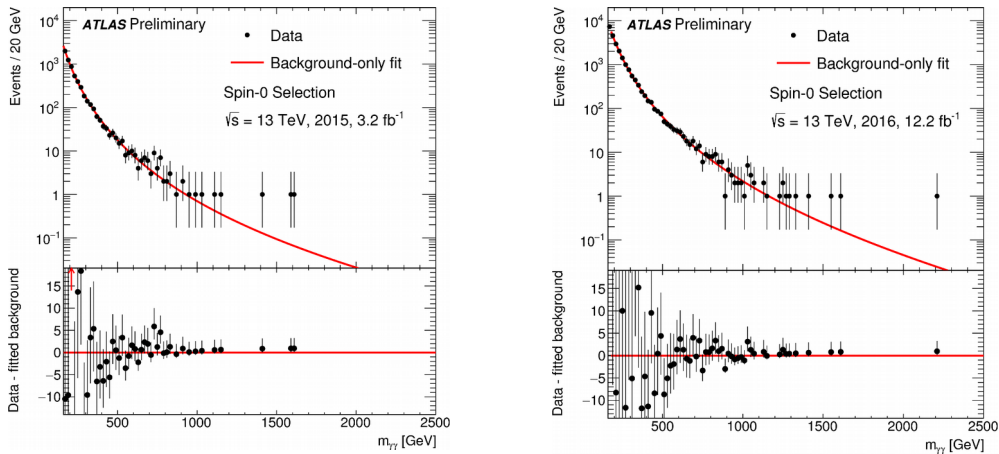 ATLAS Preliminary
Data
Background-only fit
Spin-0 Selection
√s = 13 TeV, 2015, 3.2 fb⁻¹
Events / 20 GeV
10⁴
10³
10²
10
1
10⁻¹
Data - fitted background
15
10
5
0
−5
−10
500
1000
1500
2000
2500
mγγ [GeV]
ATLAS Preliminary
Data
Background-only fit
Spin-0 Selection
√s = 13 TeV, 2016, 12.2 fb⁻¹
Events / 20 GeV
10⁴
10³
10²
10
1
10⁻¹
Data - fitted background
15
10
5
0
−5
−10
500
1000
1500
2000
2500
mγγ [GeV]